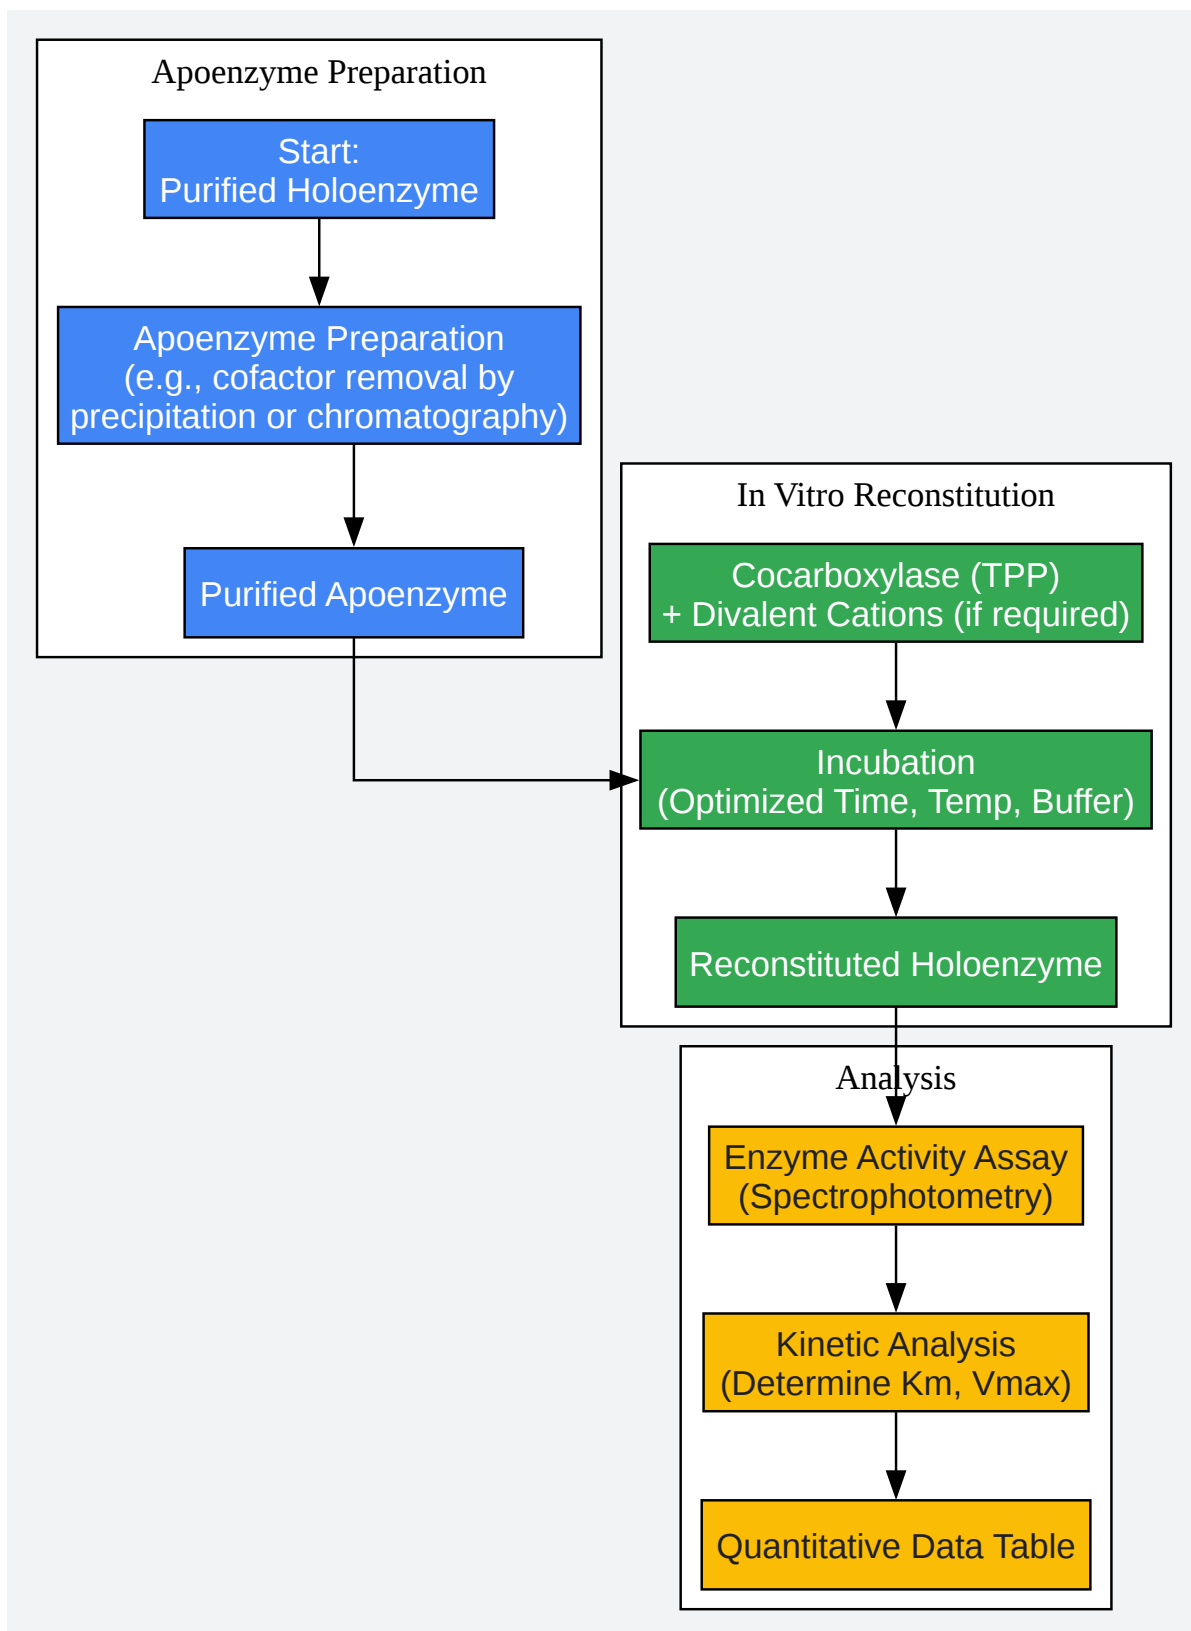 Apoenzyme Preparation
Start:
Purified Holoenzyme
Apoenzyme Preparation
(e.g., cofactor removal by
precipitation or chromatography)
Purified Apoenzyme
In Vitro Reconstitution
Cocarboxylase (TPP)
+ Divalent Cations (if required)
Incubation
(Optimized Time, Temp, Buffer)
Reconstituted Holoenzyme
Analysis
Enzyme Activity Assay
(Spectrophotometry)
Kinetic Analysis
(Determine Km, Vmax)
Quantitative Data Table